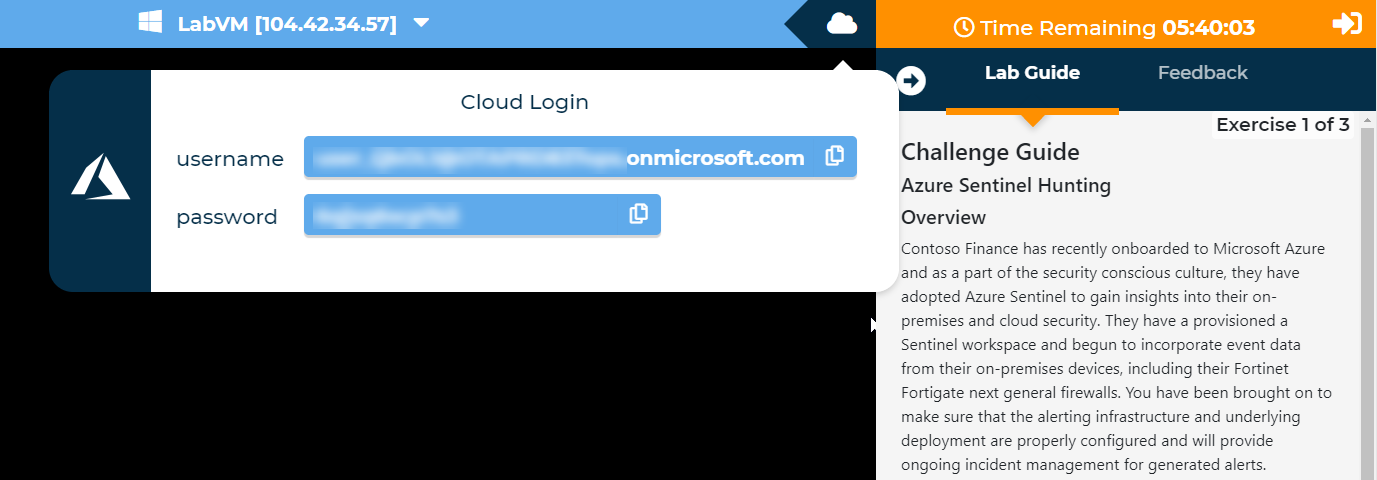 LabVM [104.42.34.57]
Time Remaining 05:40:03
Lab Guide
Feedback
Cloud Login
username
.onmicrosoft.com
password
Exercise 1 of 3
Challenge Guide
Azure Sentinel Hunting
Overview
Contoso Finance has recently onboarded to Microsoft Azure
and as a part of the security conscious culture, they have
adopted Azure Sentinel to gain insights into their on-
premises and cloud security. They have a provisioned a
Sentinel workspace and begun to incorporate event data
from their on-premises devices, including their Fortinet
Fortigate next general firewalls. You have been brought on to
make sure that the alerting infrastructure and underlying
deployment are properly configured and will provide
ongoing incident management for generated alerts.